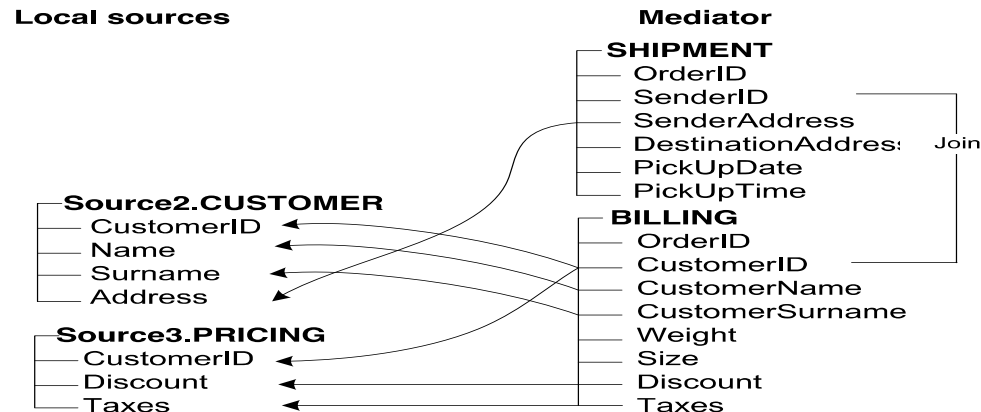 Local sources
Mediator
SHIPMENT
OrderID
SenderID
SenderAddress
DestinationAddres
Join
PickUpDate
PickUpTime
Source2.CUSTOMER
CustomerID
Name
Surname
Address
BILLING
OrderID
CustomerID
CustomerName
CustomerSurname
Weight
Size
Discount
Taxes
Source3.PRICING
CustomerID
Discount
Taxes